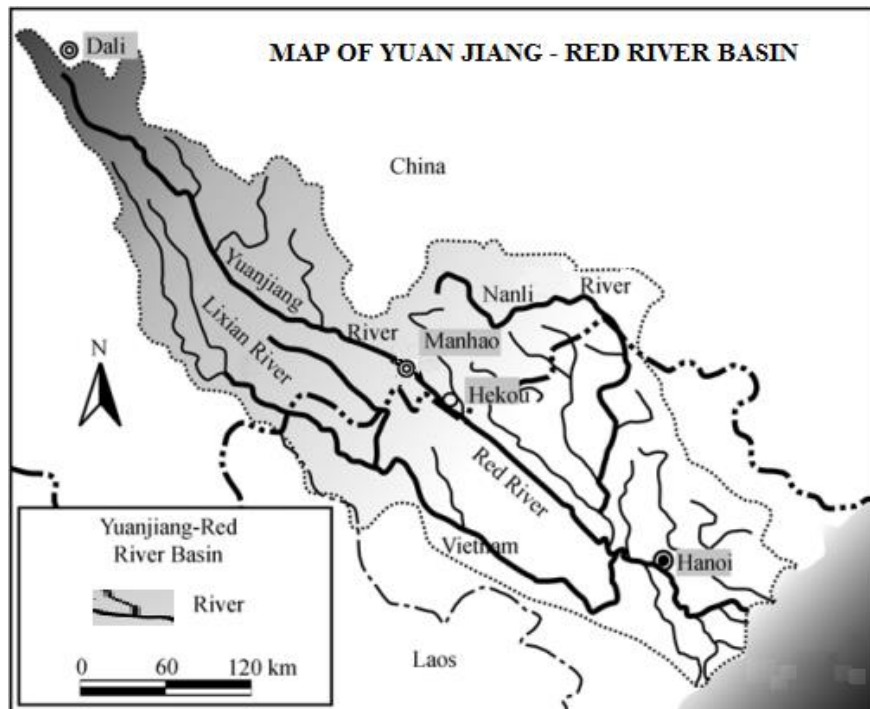 MAP OF YUAN JIANG - RED RIVER BASIN
Dali
China
Yuanjiang
River
Lixian River
Nanli
River
Manhao
Hekou
N
Red River
Vietnam
Hanoi
Laos
Yuanjiang-Red
River Basin
River
0 60 120 km